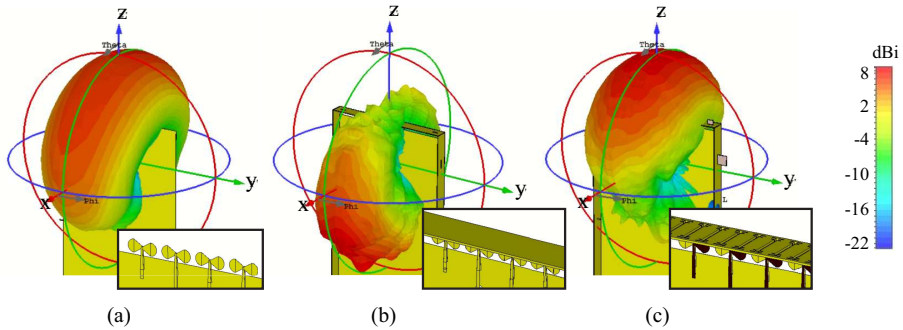 z
Theta
y
x
Phi
z
Theta
y
x
Phi
z
Theta
y
x
Phi
L
dBi
8
2
-4
-10
-16
-22
(a)
(b)
(c)